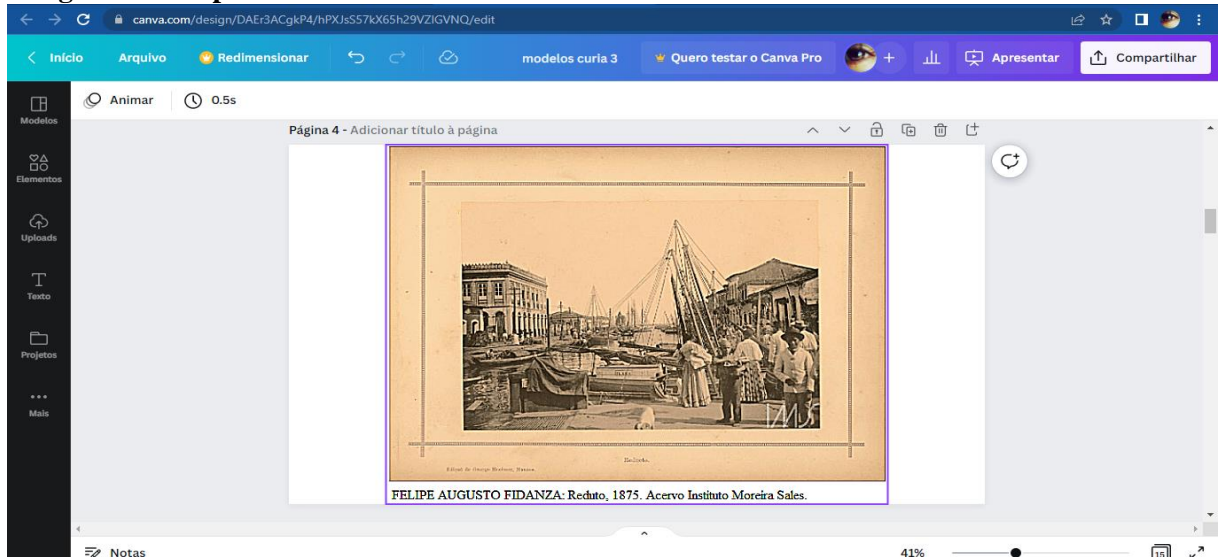 canva.com/design/DAEr3ACgkP4/hPXJsS57kX65h29VZIGVNQ/edit
Início Arquivo Redimensionar modelos curia 3 Quero testar o Canva Pro Apresentar Compartilhar
Modelos
Animar 0.5s
Página 4 - Adicionar título à página
Elementos
Uploads
Texto
Projetos
Mais
IMS
Reducto.
FELIPE AUGUSTO FIDANZA: Reduto, 1875. Acervo Instituto Moreira Sales.
Notas
41%
15